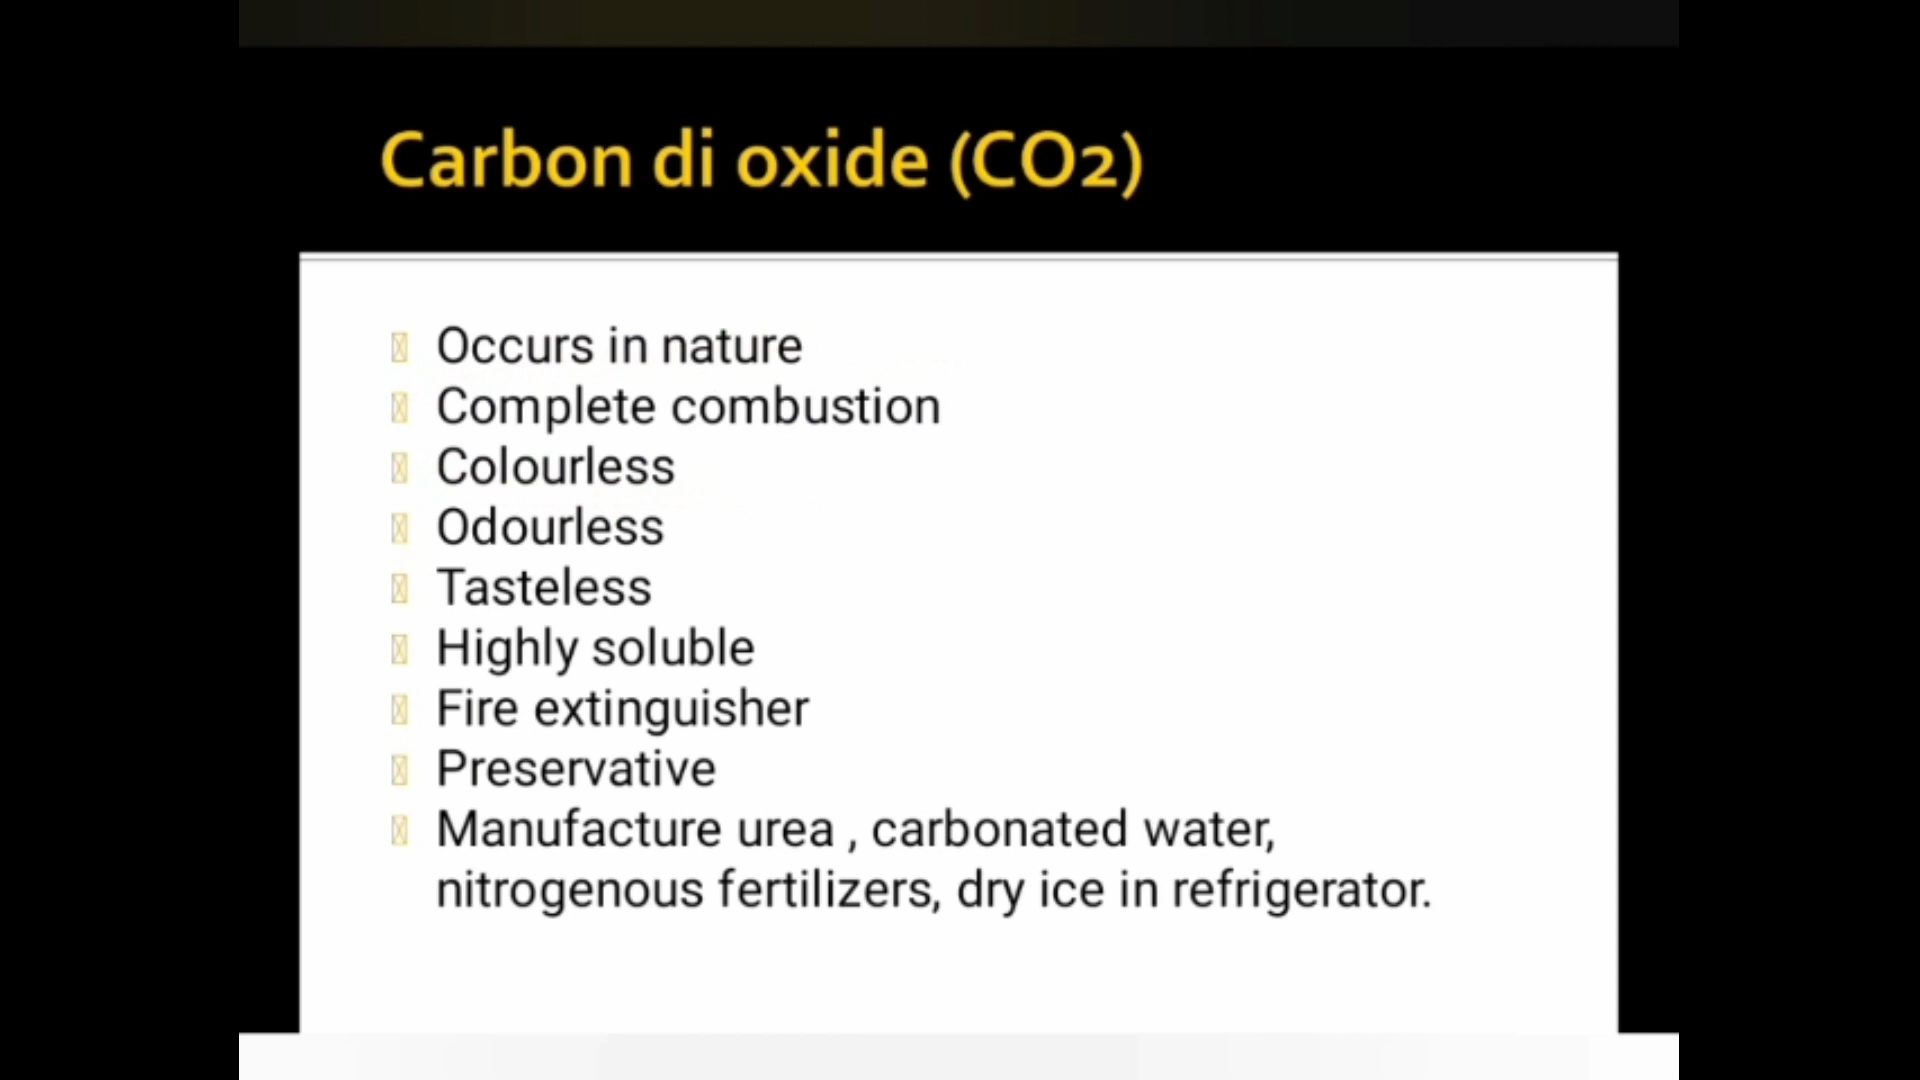 Carbon di oxide (CO2)
Occurs in nature
Complete combustion
Colourless
Odourless
Tasteless
Highly soluble
Fire extinguisher
Preservative
Manufacture urea , carbonated water,
nitrogenous fertilizers, dry ice in refrigerator.